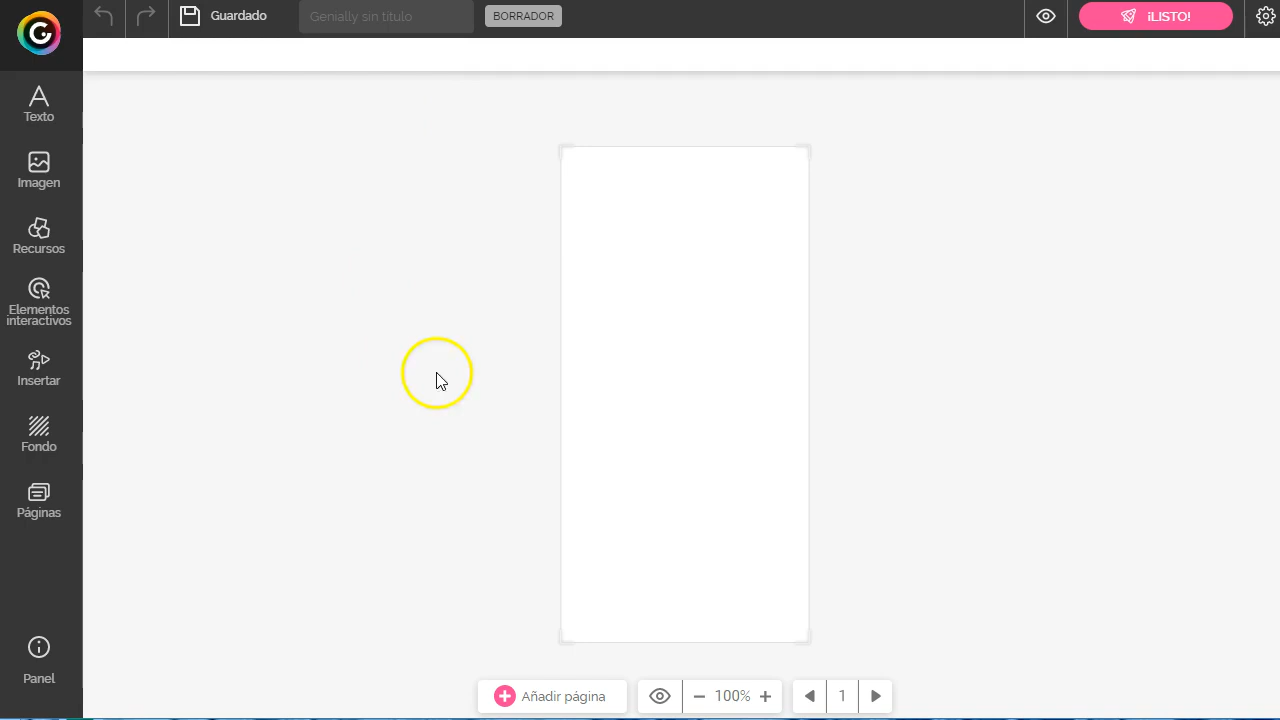 Guardado
Genially sin título
BORRADOR
¡LISTO!
Texto
Imagen
Recursos
Elementos
interactivos
Insertar
Fondo
Páginas
Panel
Añadir página
100%
1